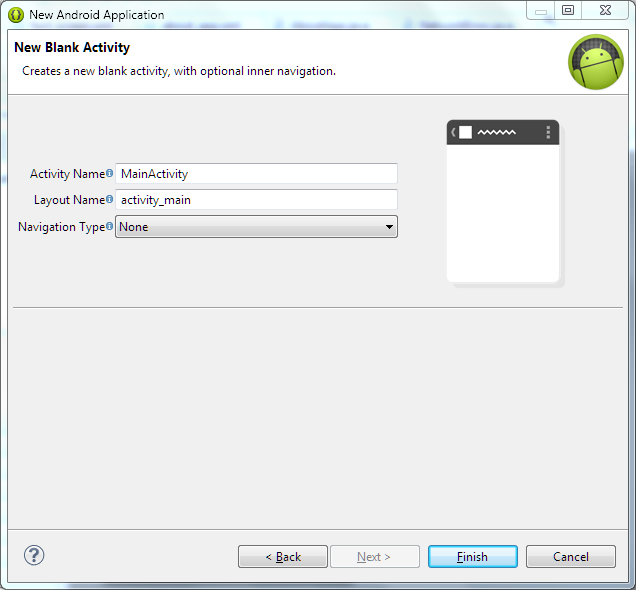 New Android Application
New Blank Activity
Creates a new blank activity, with optional inner navigation.
Activity Name
MainActivity
Layout Name
activity_main
Navigation Type
None
< Back
Next >
Finish
Cancel